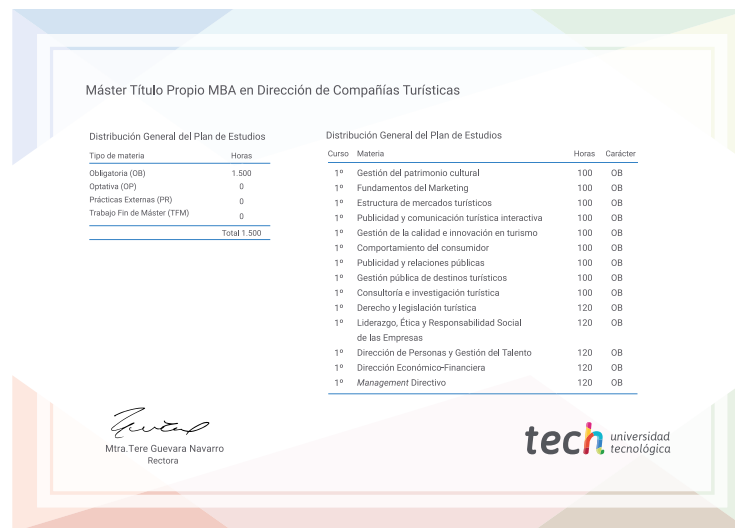 Máster Título Propio MBA en Dirección de Compañías Turísticas
Distribución General del Plan de Estudios
Tipo de materia Horas
Obligatoria (OB) 1.500
Optativa (OP) 0
Prácticas Externas (PR) 0
Trabajo Fin de Máster (TFM) 0
Total 1.500
Distribución General del Plan de Estudios
Curso Materia Horas Carácter
1º Gestión del patrimonio cultural 100 OB
1º Fundamentos del Marketing 100 OB
1º Estructura de mercados turísticos 100 OB
1º Publicidad y comunicación turística interactiva 100 OB
1º Gestión de la calidad e innovación en turismo 100 OB
1º Comportamiento del consumidor 100 OB
1º Publicidad y relaciones públicas 100 OB
1º Gestión pública de destinos turísticos 100 OB
1º Consultoría e investigación turística 100 OB
1º Derecho y legislación turística 120 OB
1º Liderazgo, Ética y Responsabilidad Social 120 OB
de las Empresas
1º Dirección de Personas y Gestión del Talento 120 OB
1º Dirección Económico-Financiera 120 OB
1º Management Directivo 120 OB
Mtra.Tere Guevara Navarro
Rectora
tech universidad
tecnológica